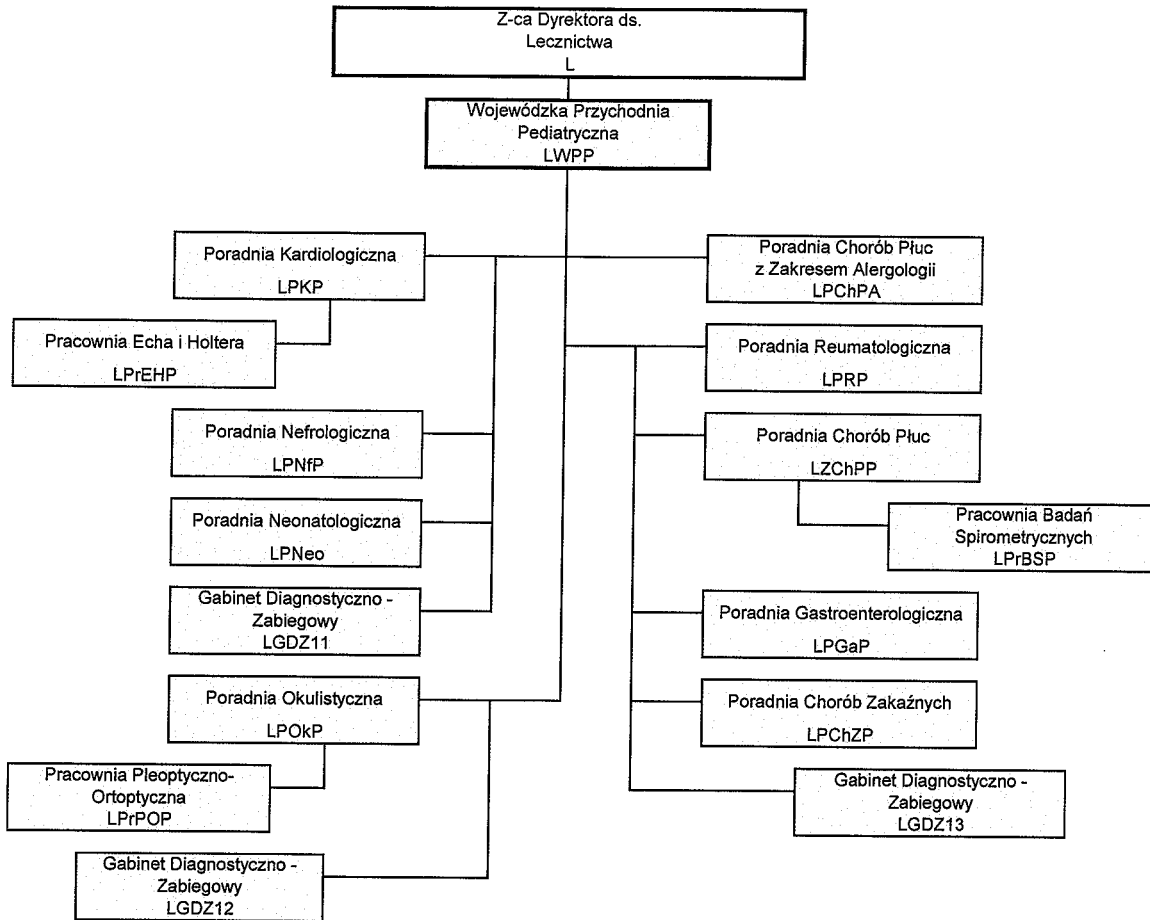 Z-ca Dyrektora ds.
Lecznictwa
L
Wojewódzka Przychodnia
Pediatryczna
LWPP
Poradnia Kardiologiczna
LPKP
Pracownia Echa i Holtera
LPrEHP
Poradnia Nefrologiczna
LPNfP
Poradnia Neonatologiczna
LPNeo
Gabinet Diagnostyczno -
Zabiegowy
LGDZ11
Poradnia Okulistyczna
LPOkP
Pracownia Pleoptyczno-
Ortoptyczna
LPrPOP
Gabinet Diagnostyczno -
Zabiegowy
LGDZ12
Poradnia Chorób Płuc
z Zakresem Alergologii
LPChPA
Poradnia Reumatologiczna
LPRP
Poradnia Chorób Płuc
LZChPP
Pracownia Badań
Spirometrycznych
LPrBSP
Poradnia Gastroenterologiczna
LPGaP
Poradnia Chorób Zakaźnych
LPChZP
Gabinet Diagnostyczno -
Zabiegowy
LGDZ13